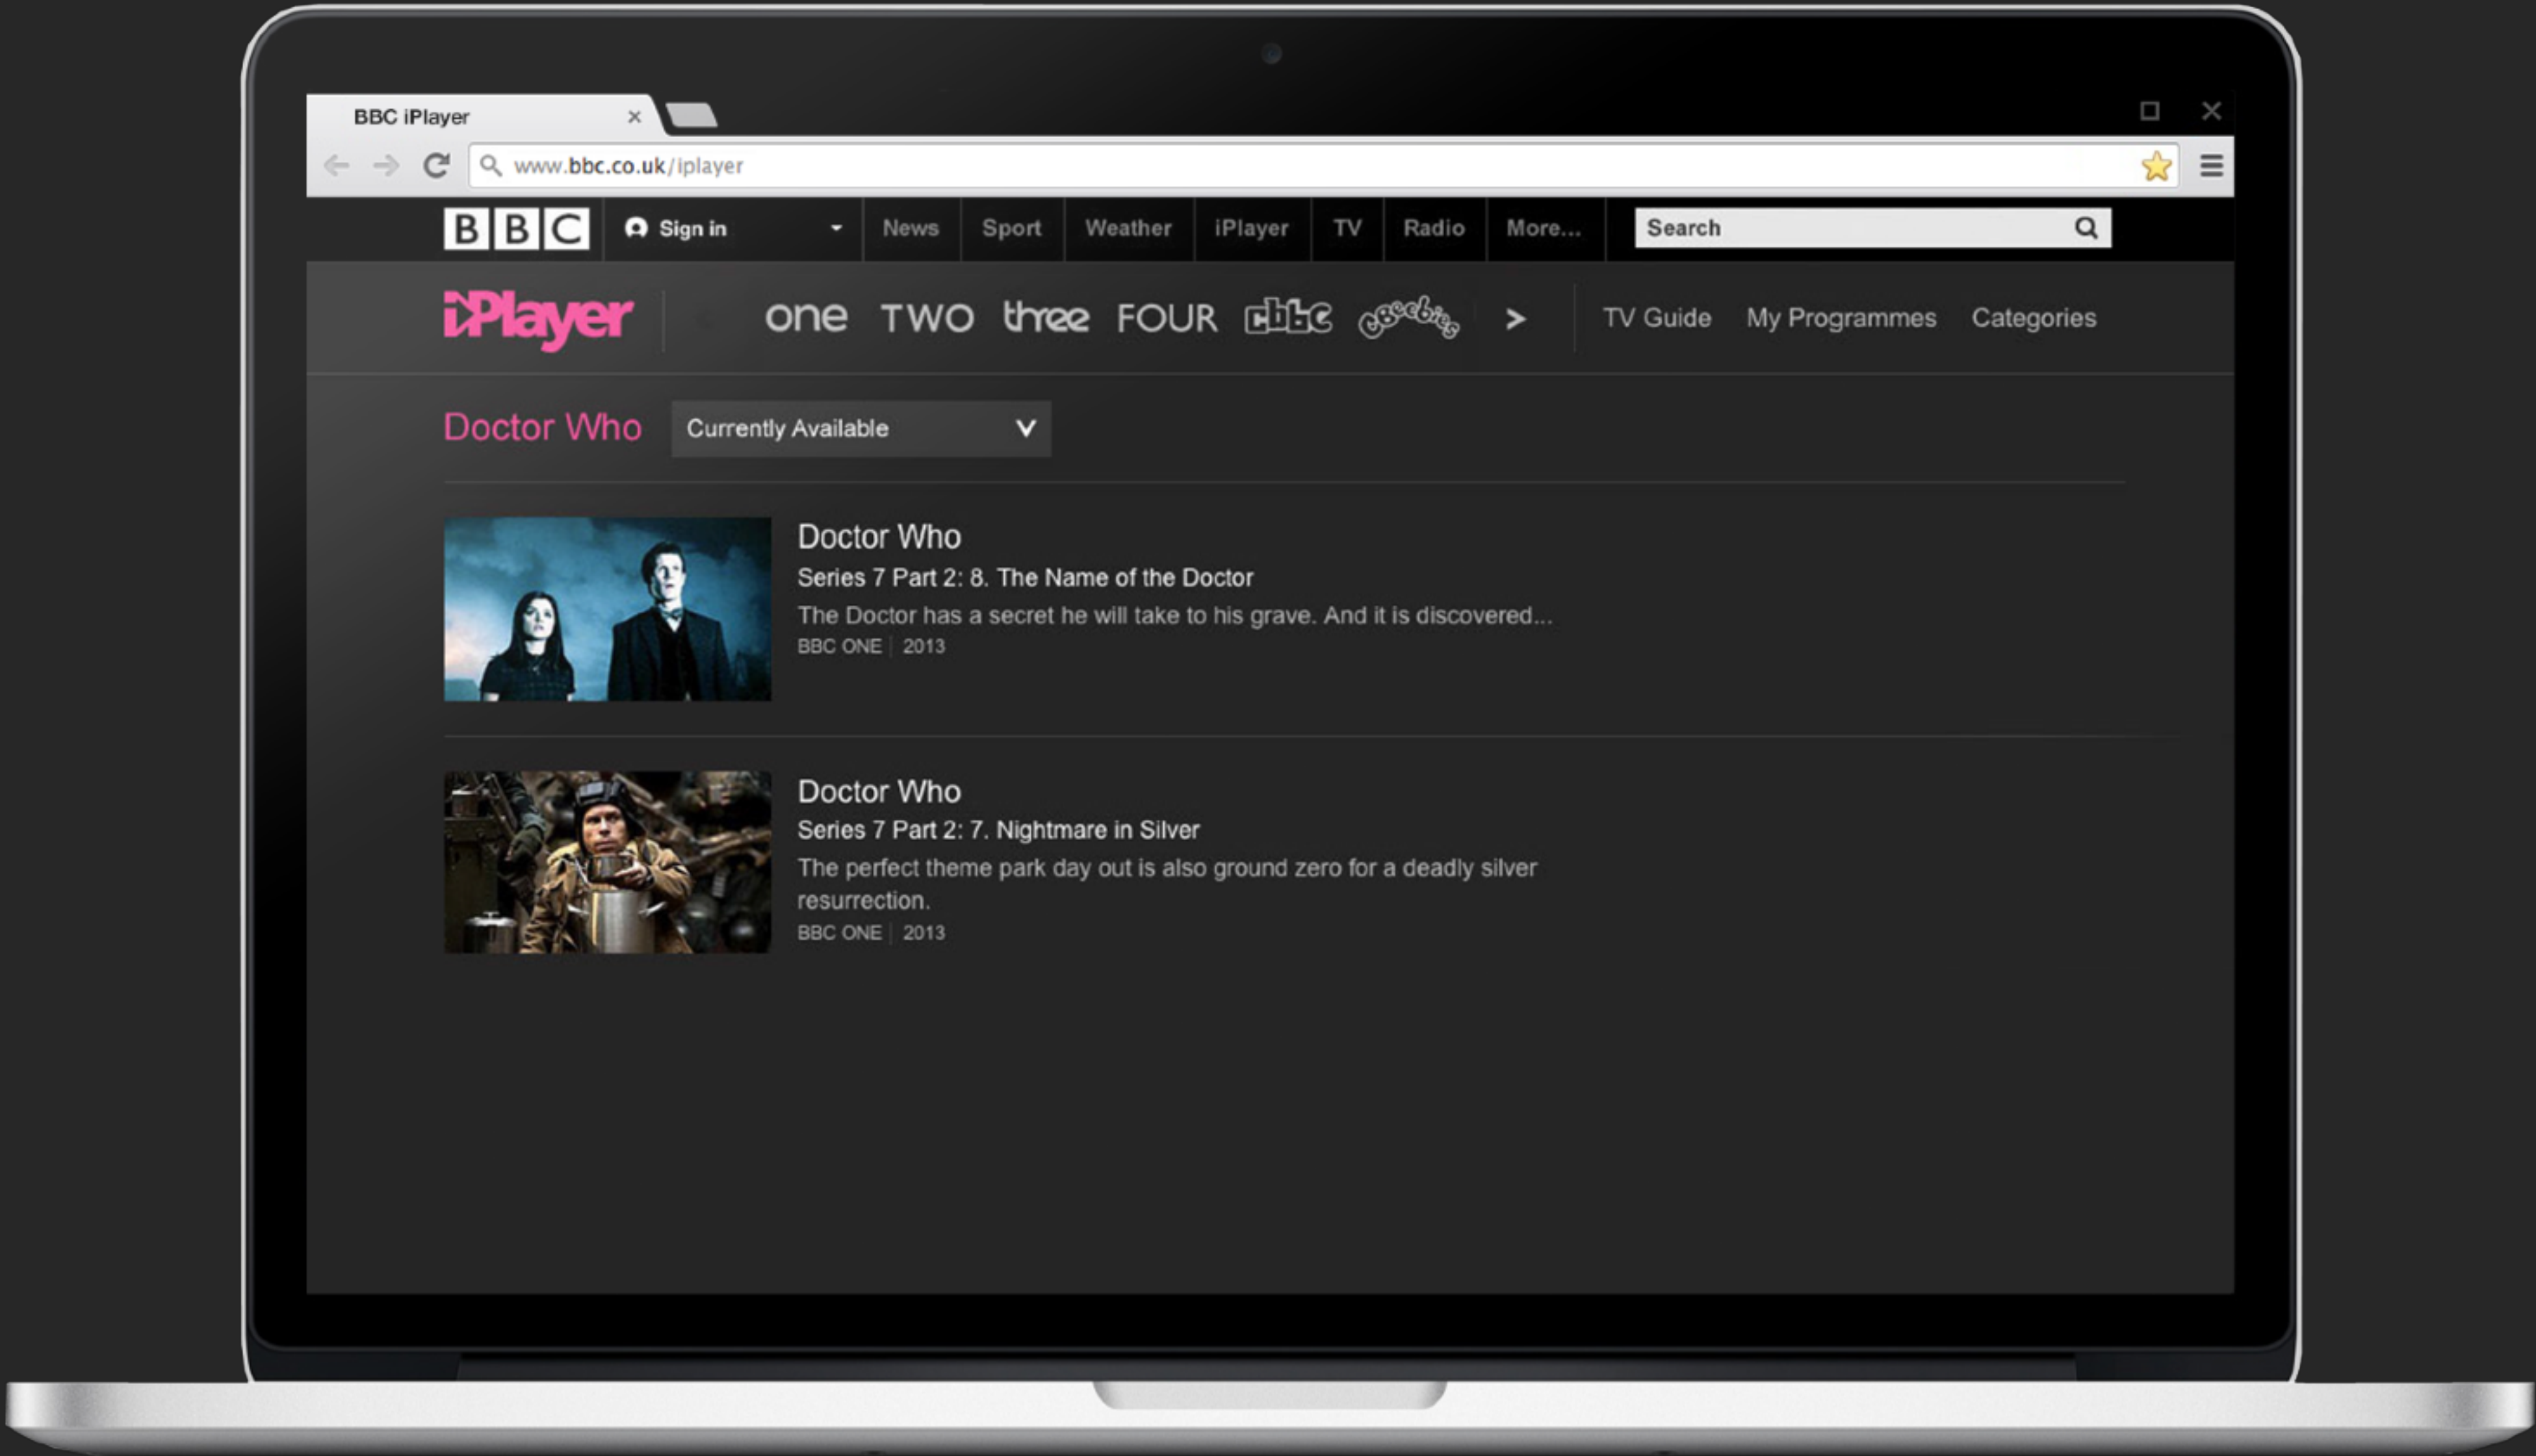 BBC iPlayer
www.bbc.co.uk/iplayer
BBC Sign in News Sport Weather iPlayer TV Radio More... Search
iPlayer one TWO three FOUR cbbc cBeebies > TV Guide My Programmes Categories
Doctor Who Currently Available
Doctor Who
Series 7 Part 2: 8. The Name of the Doctor
The Doctor has a secret he will take to his grave. And it is discovered...
BBC ONE | 2013
Doctor Who
Series 7 Part 2: 7. Nightmare in Silver
The perfect theme park day out is also ground zero for a deadly silver
resurrection.
BBC ONE | 2013